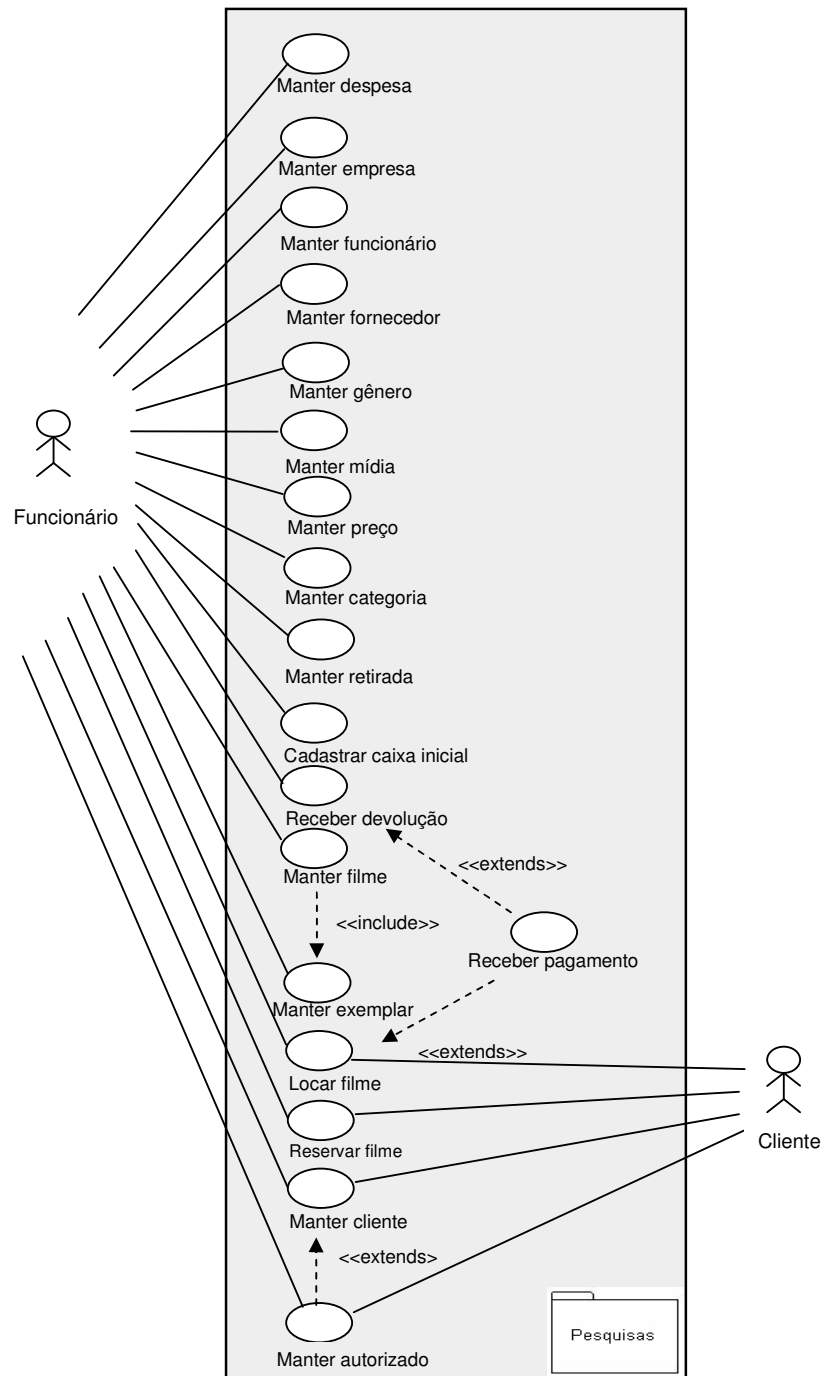 Manter despesa
Manter empresa
Manter funcionário
Manter fornecedor
Manter gênero
Manter mídia
Funcionário
Manter preço
Manter categoria
Manter retirada
Cadastrar caixa inicial
Receber devolução
<<extends>>
Manter filme
<<include>>
Receber pagamento
Manter exemplar
<<extends>>
Locar filme
Cliente
Reservar filme
Manter cliente
<<extends>
Pesquisas
Manter autorizado